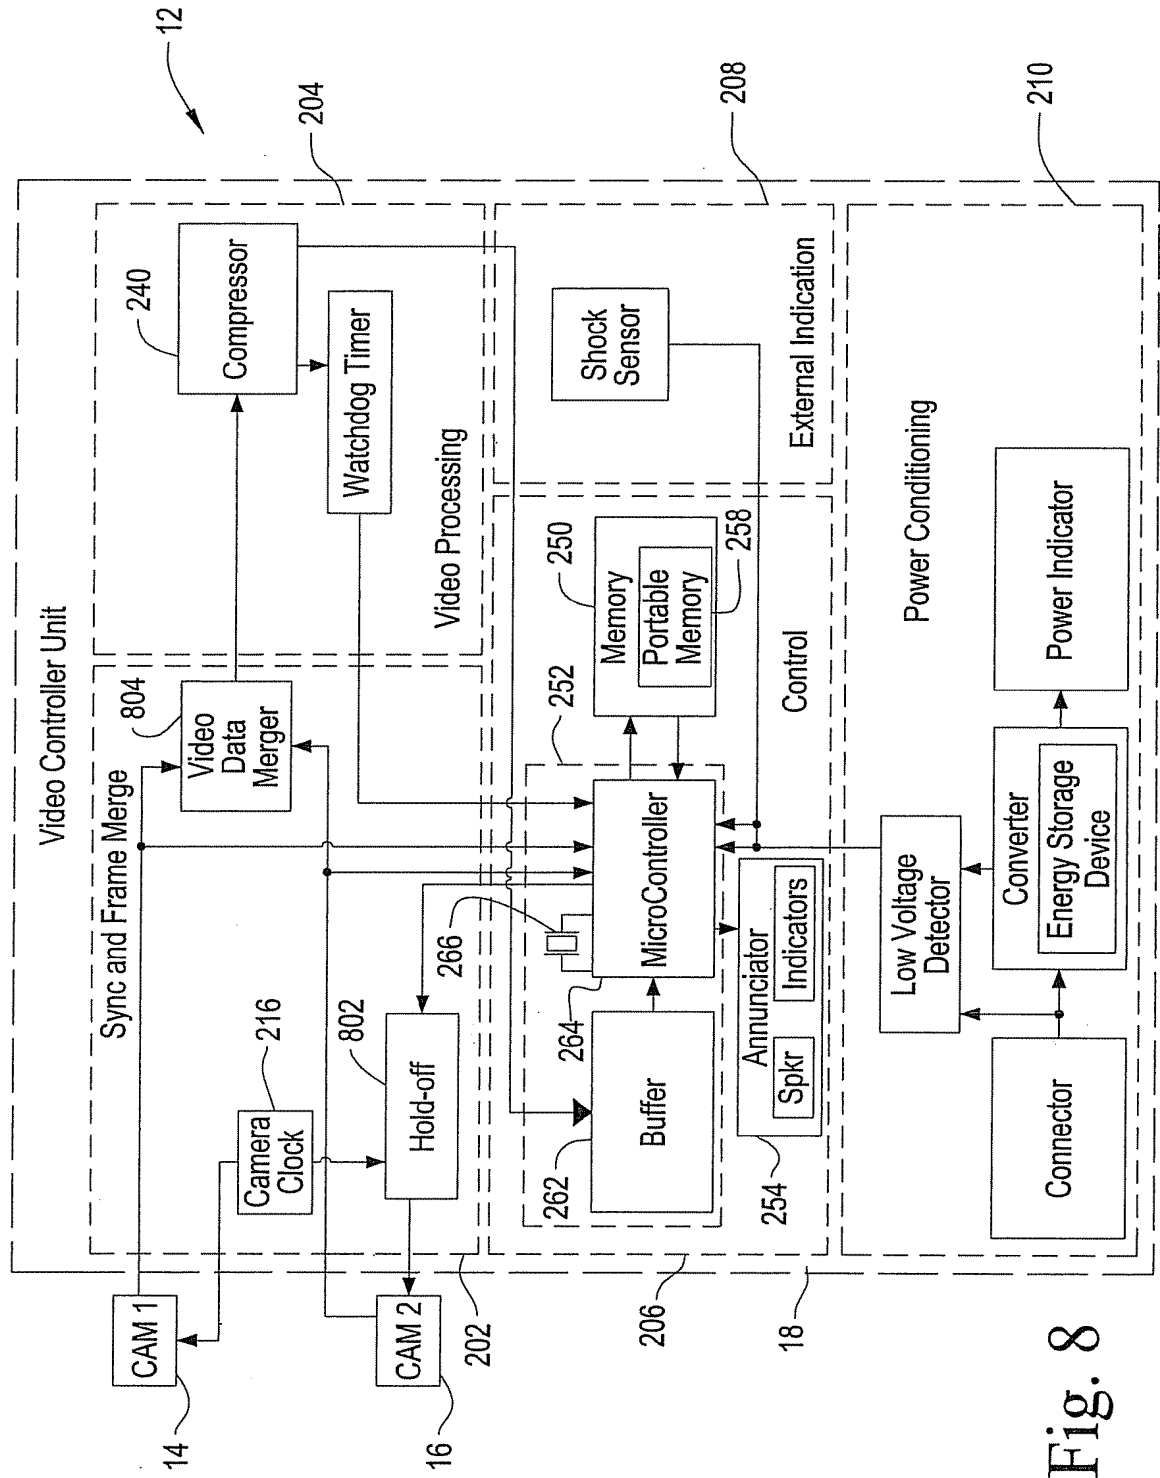 12
Video Controller Unit
Sync and Frame Merge
204
CAM 1
14
Camera
Clock
216
Video
Data
Merger
804
Compressor
240
Watchdog Timer
Video Processing
CAM 2
16
Hold-off
802
202
266
264
MicroController
252
Buffer
262
Memory
250
Portable
Memory
258
Control
Shock
Sensor
External Indication
208
Annunciator
Spkr
Indicators
254
206
18
Power Conditioning
210
Low Voltage
Detector
Connector
Converter
Energy Storage
Device
Power Indicator
Fig. 8